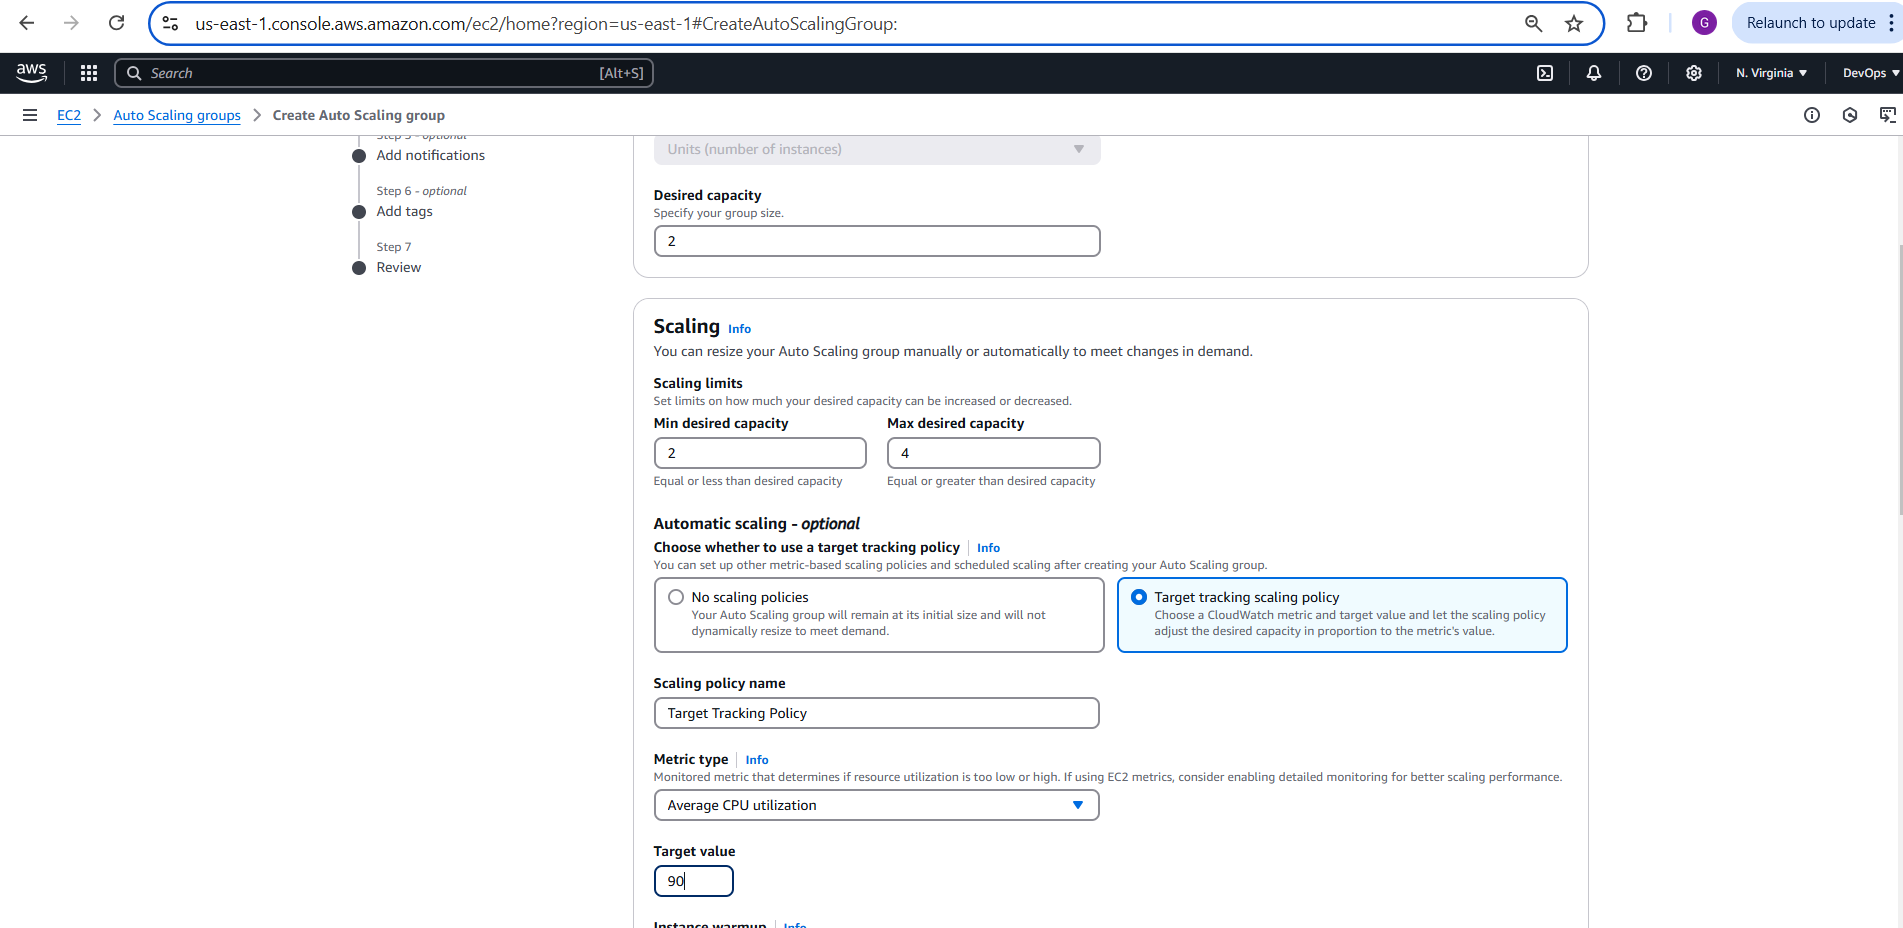 us-east-1.console.aws.amazon.com/ec2/home?region=us-east-1#CreateAutoScalingGroup:
G
Relaunch to update
aws
Search
[Alt+S]
N. Virginia
DevOps
EC2
Auto Scaling groups
Create Auto Scaling group
Step 5 - optional
Add notifications
Step 6 - optional
Add tags
Step 7
Review
Units (number of instances)
Desired capacity
Specify your group size.
2
Scaling Info
You can resize your Auto Scaling group manually or automatically to meet changes in demand.
Scaling limits
Set limits on how much your desired capacity can be increased or decreased.
Min desired capacity
2
Equal or less than desired capacity
Max desired capacity
4
Equal or greater than desired capacity
Automatic scaling - optional
Choose whether to use a target tracking policy | Info
You can set up other metric-based scaling policies and scheduled scaling after creating your Auto Scaling group.
No scaling policies
Your Auto Scaling group will remain at its initial size and will not
dynamically resize to meet demand.
Target tracking scaling policy
Choose a CloudWatch metric and target value and let the scaling policy
adjust the desired capacity in proportion to the metric's value.
Scaling policy name
Target Tracking Policy
Metric type | Info
Monitored metric that determines if resource utilization is too low or high. If using EC2 metrics, consider enabling detailed monitoring for better scaling performance.
Average CPU utilization
Target value
90
Instance warmup | Info